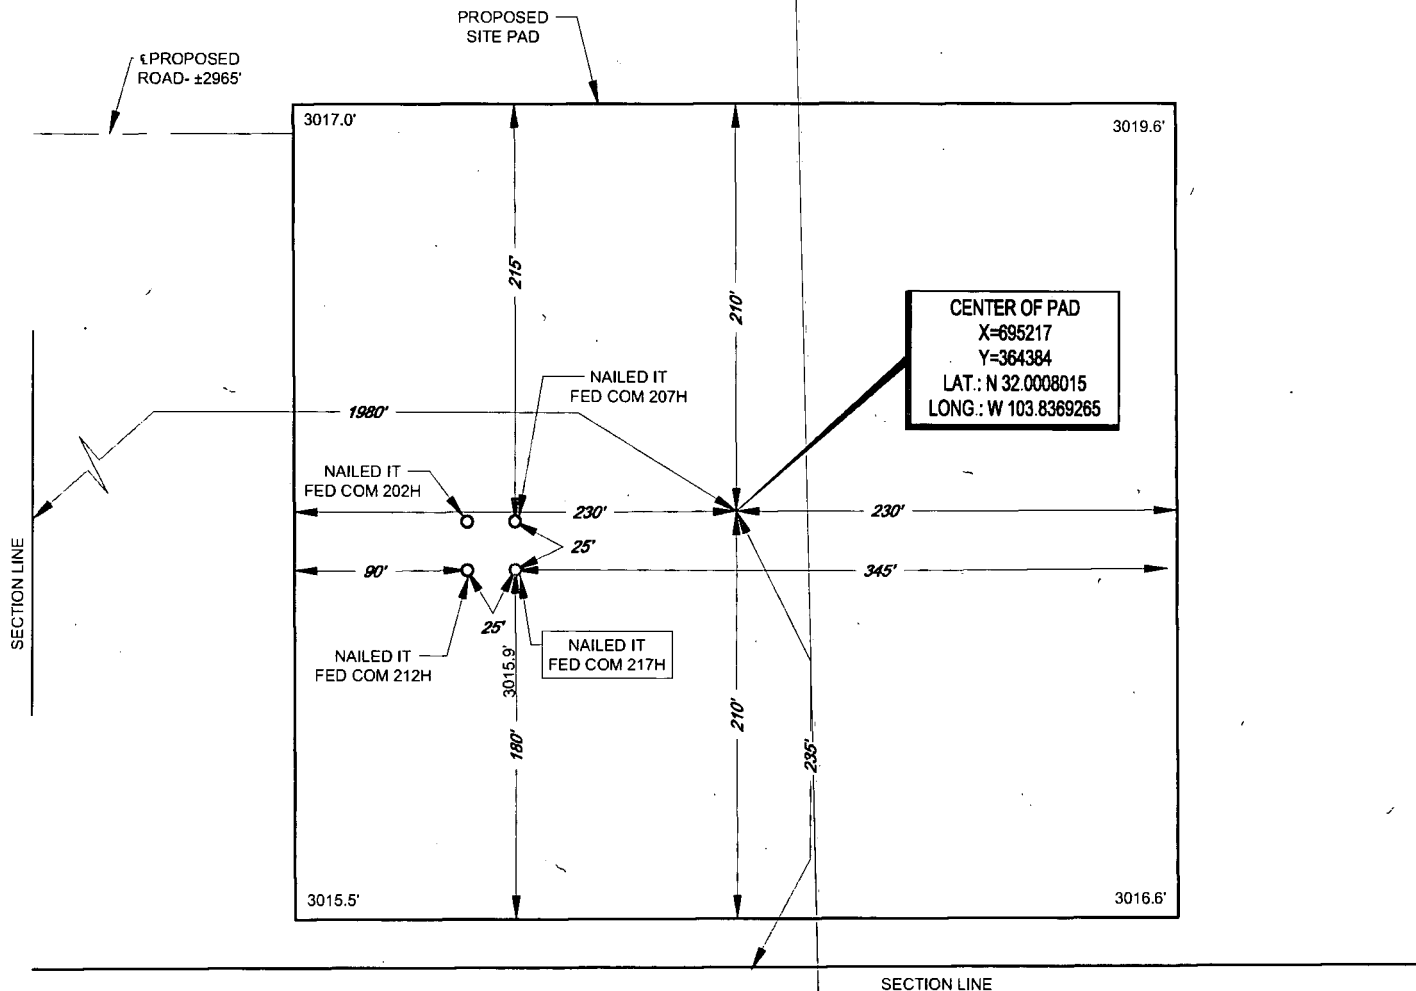 PROPOSED
SITE PAD
℄PROPOSED
ROAD- ±2965'
3017.0'
3019.6'
215'
210'
CENTER OF PAD
X=695217
Y=364384
LAT.: N 32.0008015
LONG.: W 103.8369265
NAILED IT
FED COM 207H
1980'
NAILED IT
FED COM 202H
230'
230'
25'
90'
345'
25'
NAILED IT
FED COM 212H
NAILED IT
FED COM 217H
3015.9'
180'
210'
235'
SECTION LINE
3015.5'
3016.6'
SECTION LINE